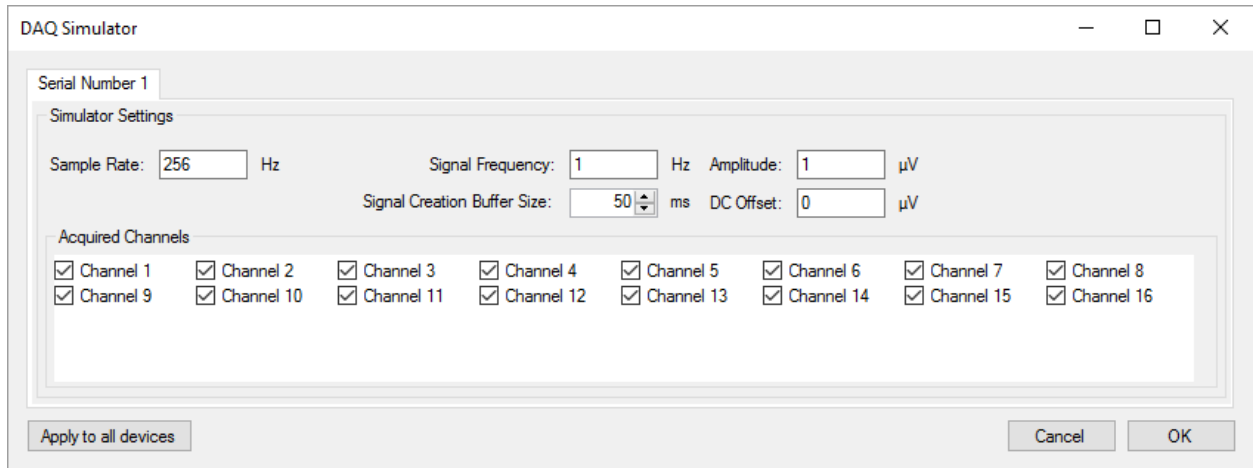 DAQ Simulator
Serial Number 1
Simulator Settings
Sample Rate: 256 Hz Signal Frequency: 1 Hz Amplitude: 1 µV
Signal Creation Buffer Size: 50 ms DC Offset: 0 µV
Acquired Channels
Channel 1 Channel 2 Channel 3 Channel 4 Channel 5 Channel 6 Channel 7 Channel 8
Channel 9 Channel 10 Channel 11 Channel 12 Channel 13 Channel 14 Channel 15 Channel 16
Apply to all devices Cancel OK